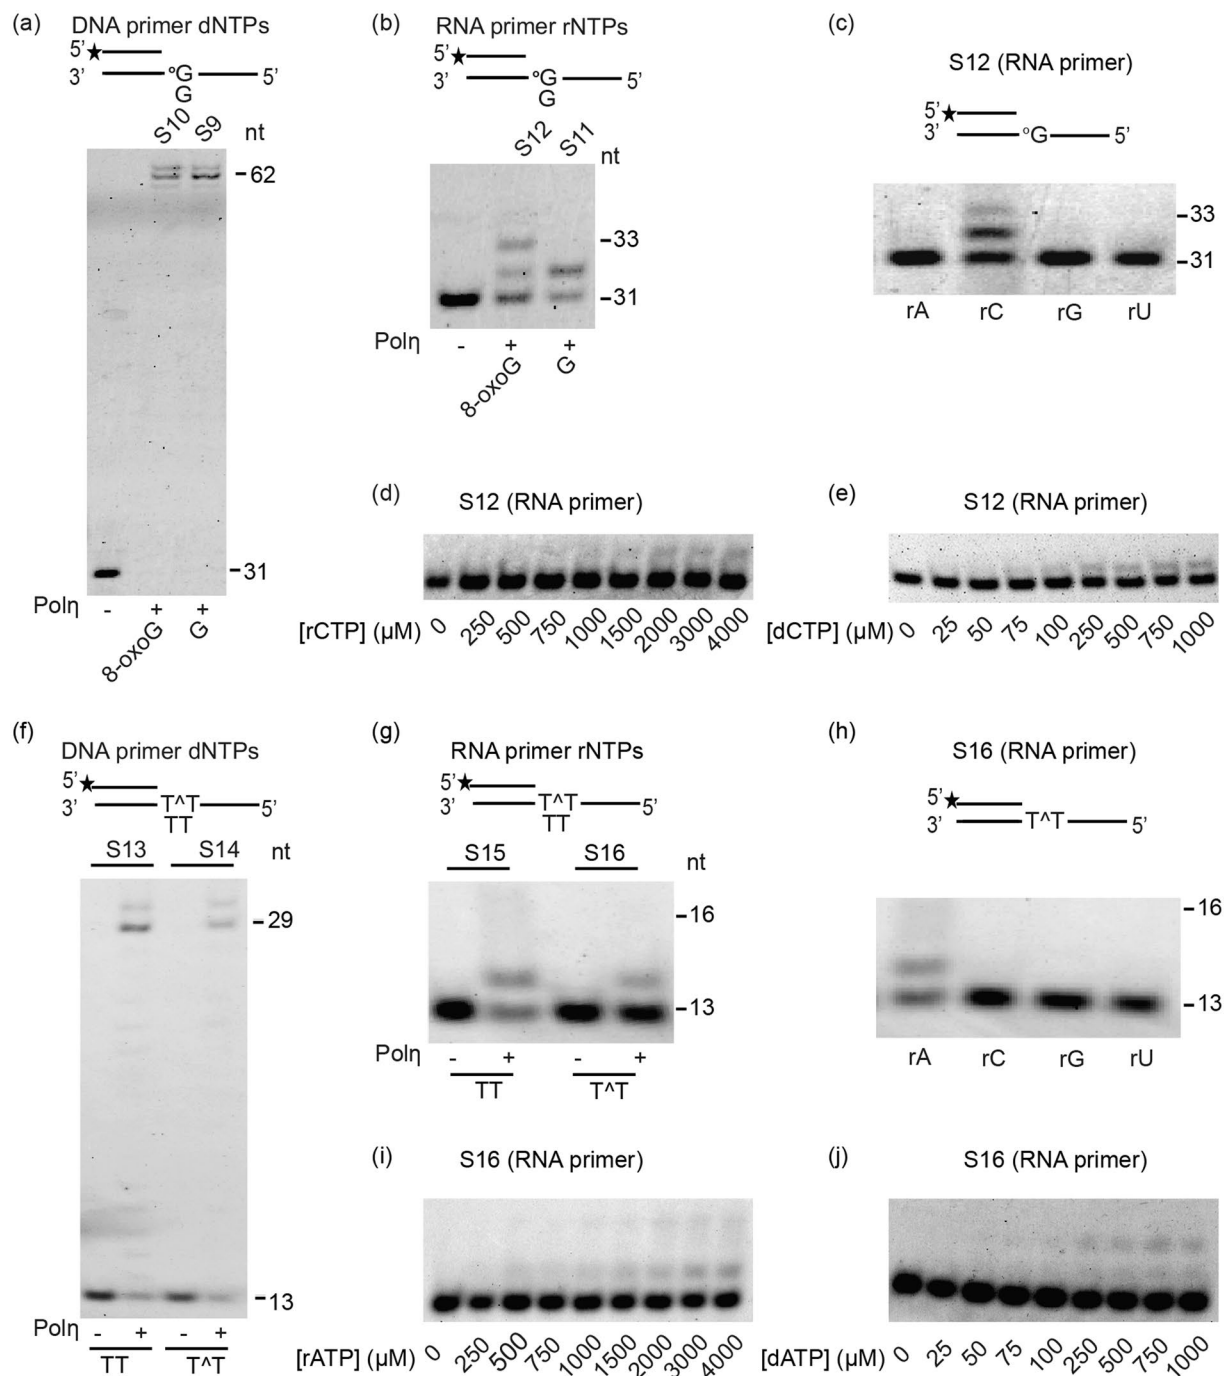 (a)
DNA primer dNTPs
5'
3' °G 5'
G
S10 S9 nt
62
31
Polη - + +
8-oxoG G
(b)
RNA primer rNTPs
5'
3' °G 5'
G
S12 S11 nt
33
31
Polη - + +
8-oxoG G
(c)
S12 (RNA primer)
5'
3' °G 5'
33
31
rA rC rG rU
(d)
S12 (RNA primer)
[rCTP] (µM) 0 250 500 750 1000 1500 2000 3000 4000
(e)
S12 (RNA primer)
[dCTP] (µM) 0 25 50 75 100 250 500 750 1000
(f)
DNA primer dNTPs
5'
3' T^T 5'
TT
S13 S14 nt
29
13
Polη - + - +
TT T^T
(g)
RNA primer rNTPs
5'
3' T^T 5'
TT
S15 S16 nt
16
13
Polη - + - +
TT T^T
(h)
S16 (RNA primer)
5'
3' T^T 5'
16
13
rA rC rG rU
(i)
S16 (RNA primer)
[rATP] (µM) 0 250 500 750 1000 1500 2000 3000 4000
(j)
S16 (RNA primer)
[dATP] (µM) 0 25 50 75 100 250 500 750 1000